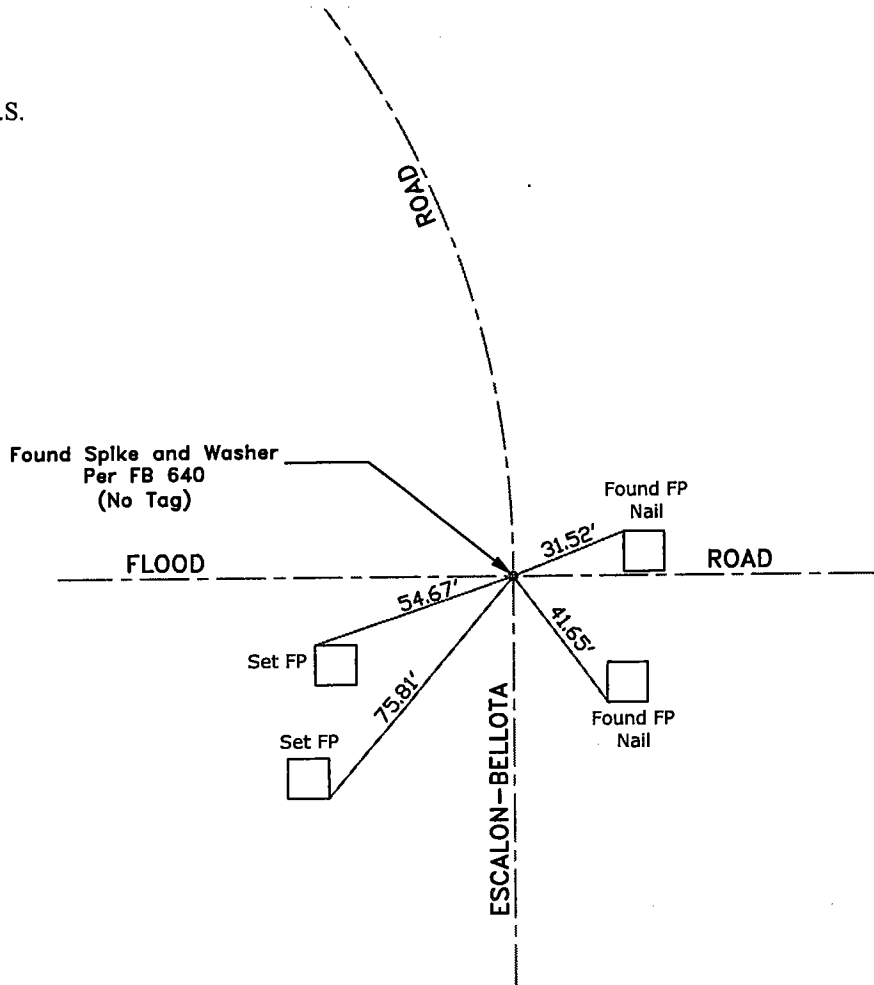 .S.
ROAD
Found Spike and Washer
Per FB 640
(No Tag)
Found FP
Nail
31.52'
FLOOD
ROAD
54.67'
41.65'
Set FP
75.81'
Found FP
Nail
Set FP
ESCALON-BELLOTA